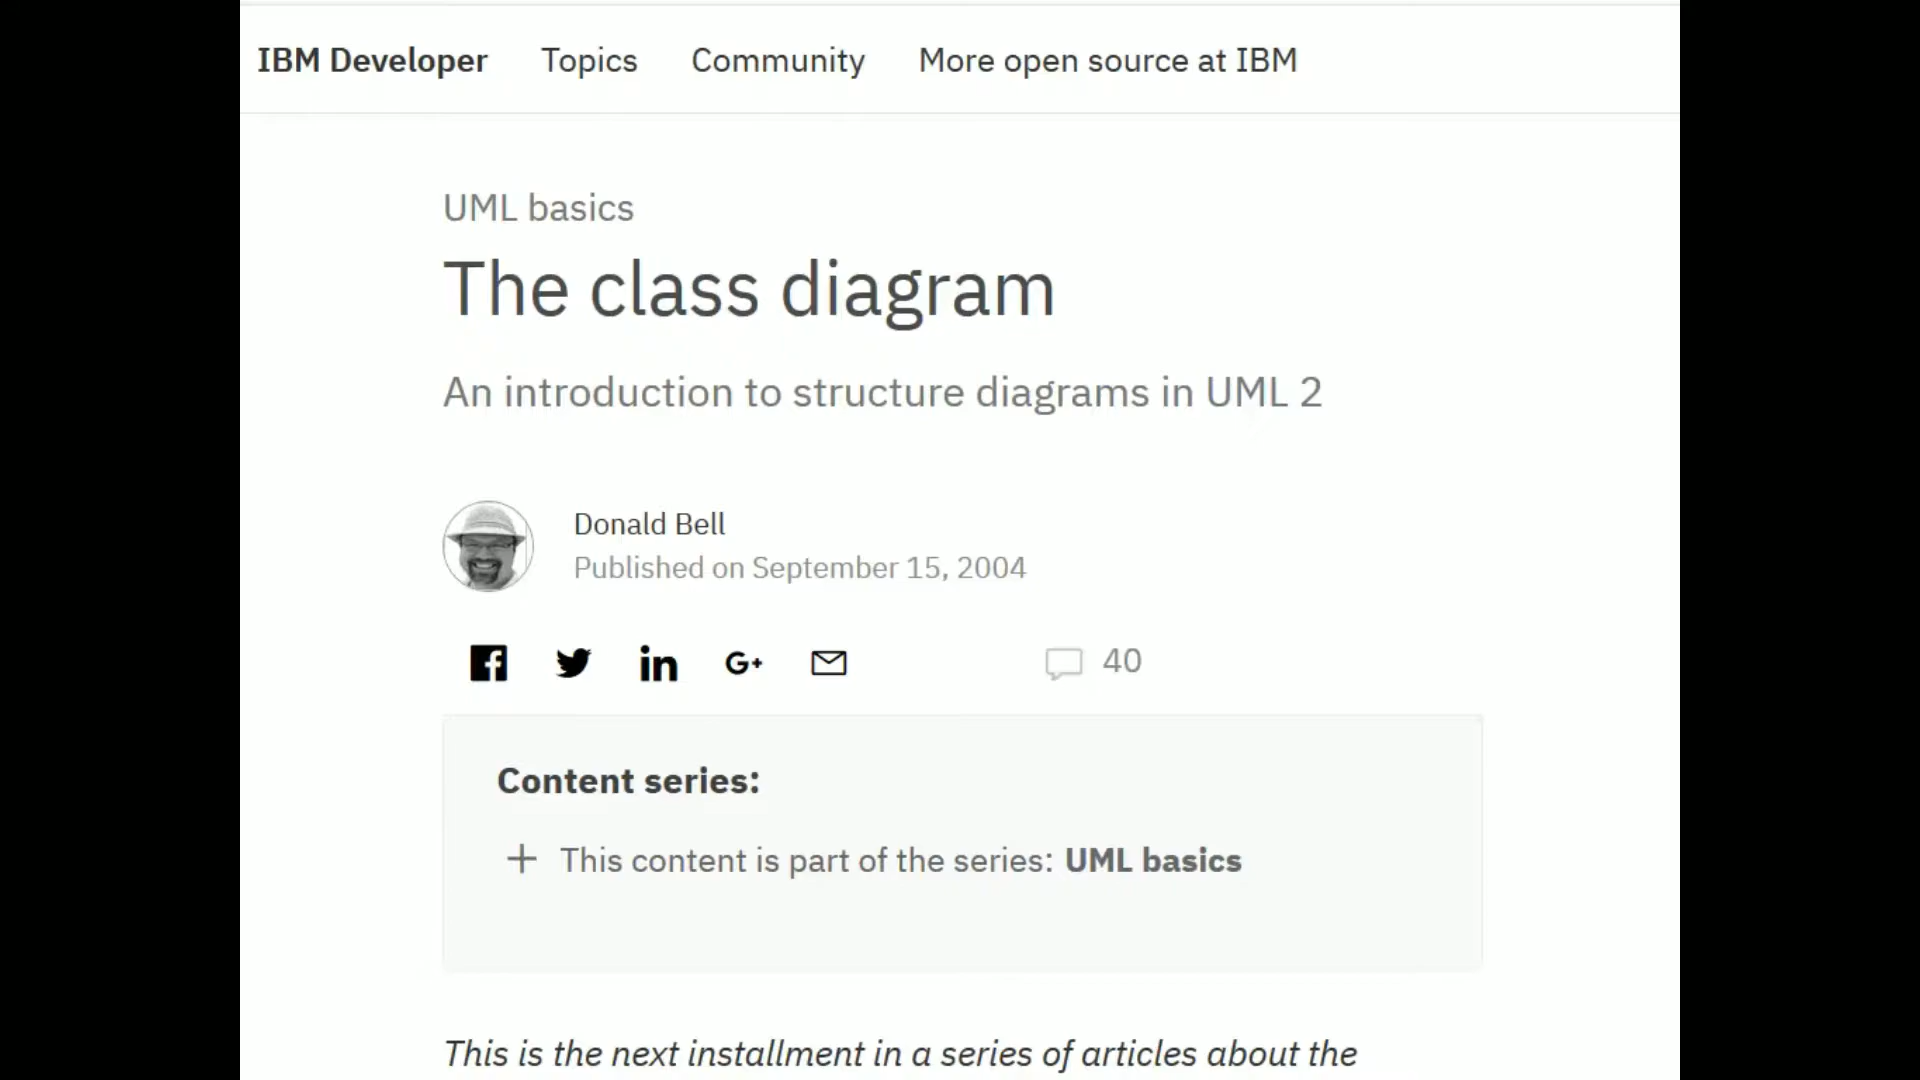 IBM Developer Topics Community More open source at IBM
UML basics
The class diagram
An introduction to structure diagrams in UML 2
Donald Bell
Published on September 15, 2004
G+ 40
Content series:
+ This content is part of the series: UML basics
This is the next installment in a series of articles about the